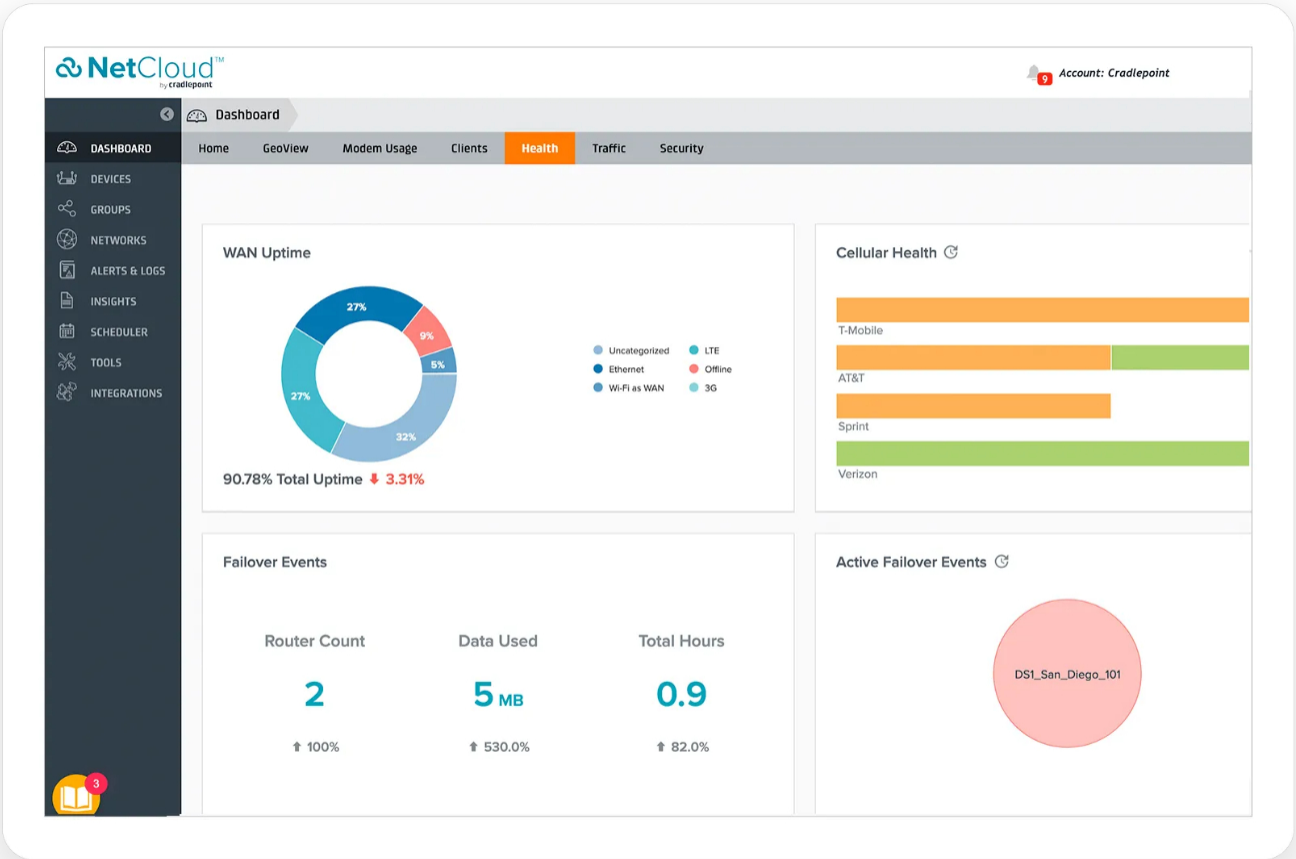 NetCloud™
by cradlepoint
9
Account: Cradlepoint
Dashboard
DASHBOARD
DEVICES
GROUPS
NETWORKS
ALERTS & LOGS
INSIGHTS
SCHEDULER
TOOLS
INTEGRATIONS
3
Home GeoView Modem Usage Clients Health Traffic Security
WAN Uptime
27%
9%
5%
27%
32%
Uncategorized LTE
Ethernet Offline
Wi-Fi as WAN 3G
90.78% Total Uptime 3.31%
Cellular Health
T-Mobile
AT&T
Sprint
Verizon
Failover Events
Router Count Data Used Total Hours
2 5 MB 0.9
100% 530.0% 82.0%
Active Failover Events
DS1_San_Diego_101